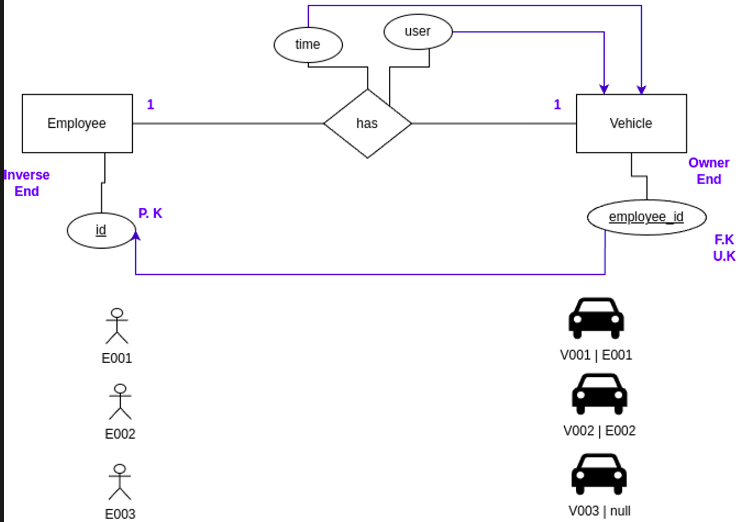 time
user
Employee
1
has
1
Vehicle
Inverse
End
Owner
End
id
P. K
employee_id
F.K
U.K
E001
V001 | E001
E002
V002 | E002
E003
V003 | null